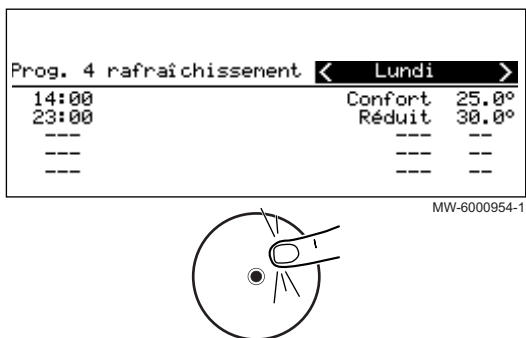 Prog. 4 rafraîchissement < Lundi >
14:00 Confort 25.0°
23:00 Réduit 30.0°
--- --- --
--- --- --
--- --- --
MW-6000954-1